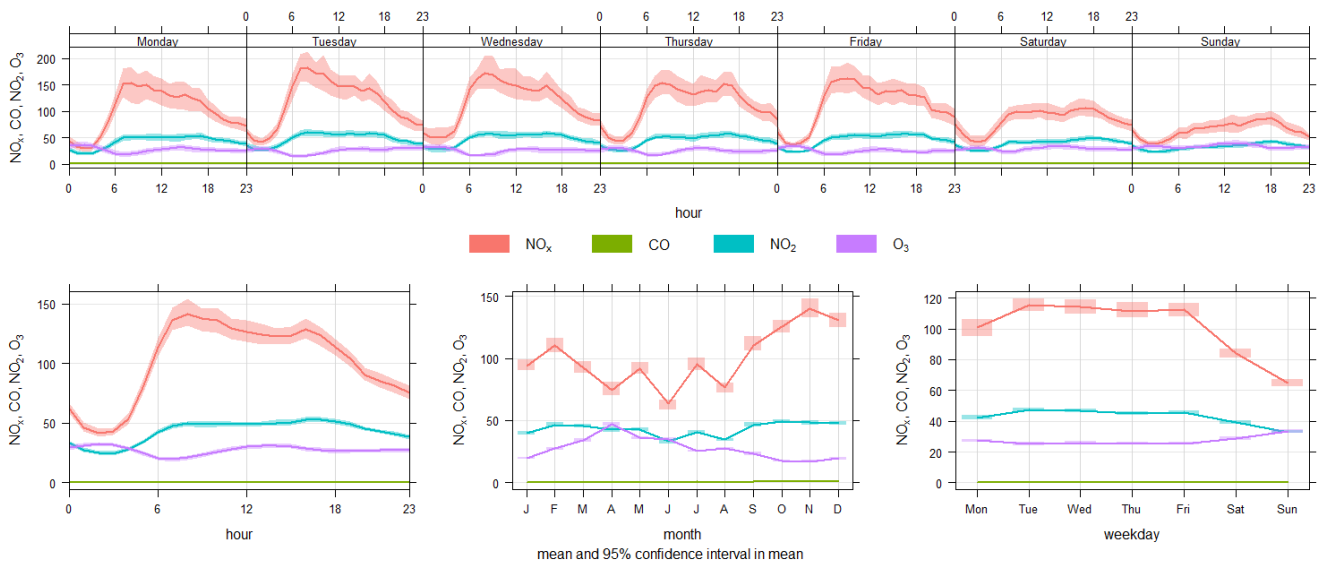 0 6 12 18 23 0 6 12 18 23 0 6 12 18 23
Monday Tuesday Wednesday Thursday Friday Saturday Sunday
NOx, CO, NO2, O3
200
150
100
50
0
0 6 12 18 23 0 6 12 18 23 0 6 12 18 23 0 6 12 18 23
hour
NOx CO NO2 O3
NOx, CO, NO2, O3
150
100
50
0
0 6 12 18 23
hour
NOx, CO, NO2, O3
150
100
50
0
J F M A M J J A S O N D
month
NOx, CO, NO2, O3
120
100
80
60
40
20
0
Mon Tue Wed Thu Fri Sat Sun
weekday
mean and 95% confidence interval in mean